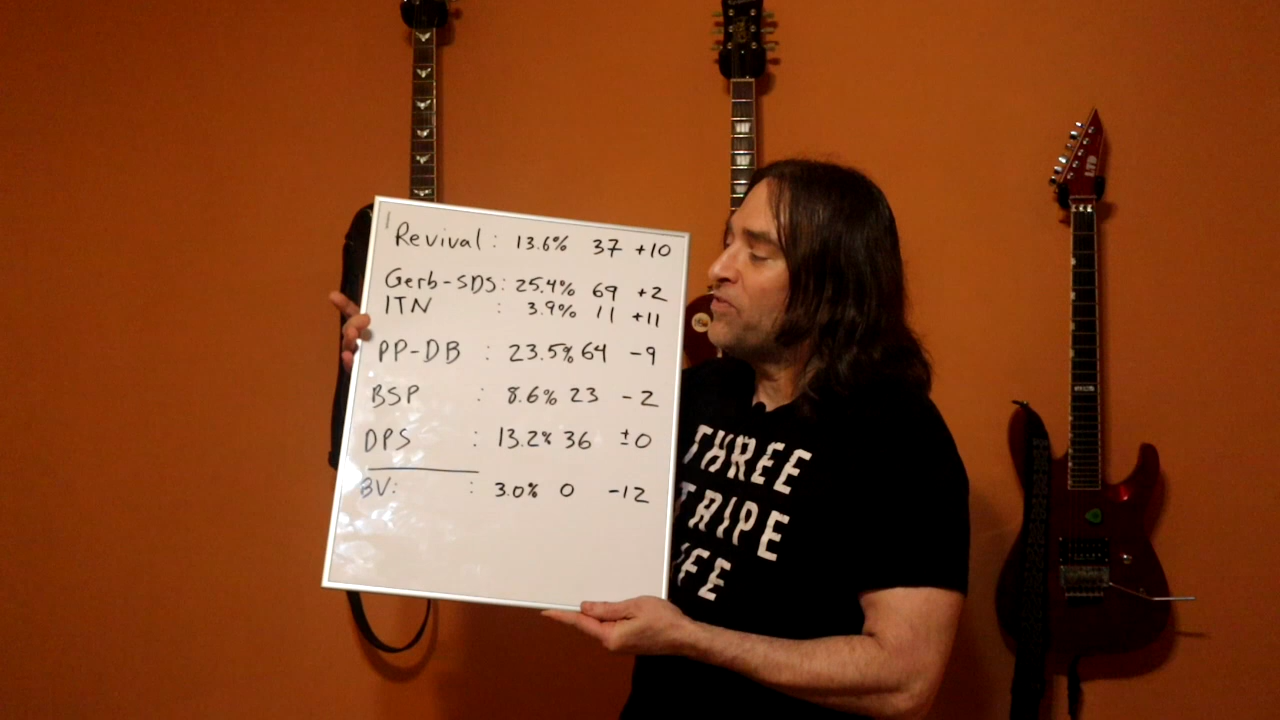 Revival: 13.6% 37 +10
Gerb-SDS: 25.4% 69 +2
ITN : 3.9% 11 +11
PP-DB : 23.5% 64 -9
BSP : 8.6% 23 -2
DPS : 13.2% 36 ±0
BV: : 3.0% 0 -12
THREE
TRIPE
IFE
LTD